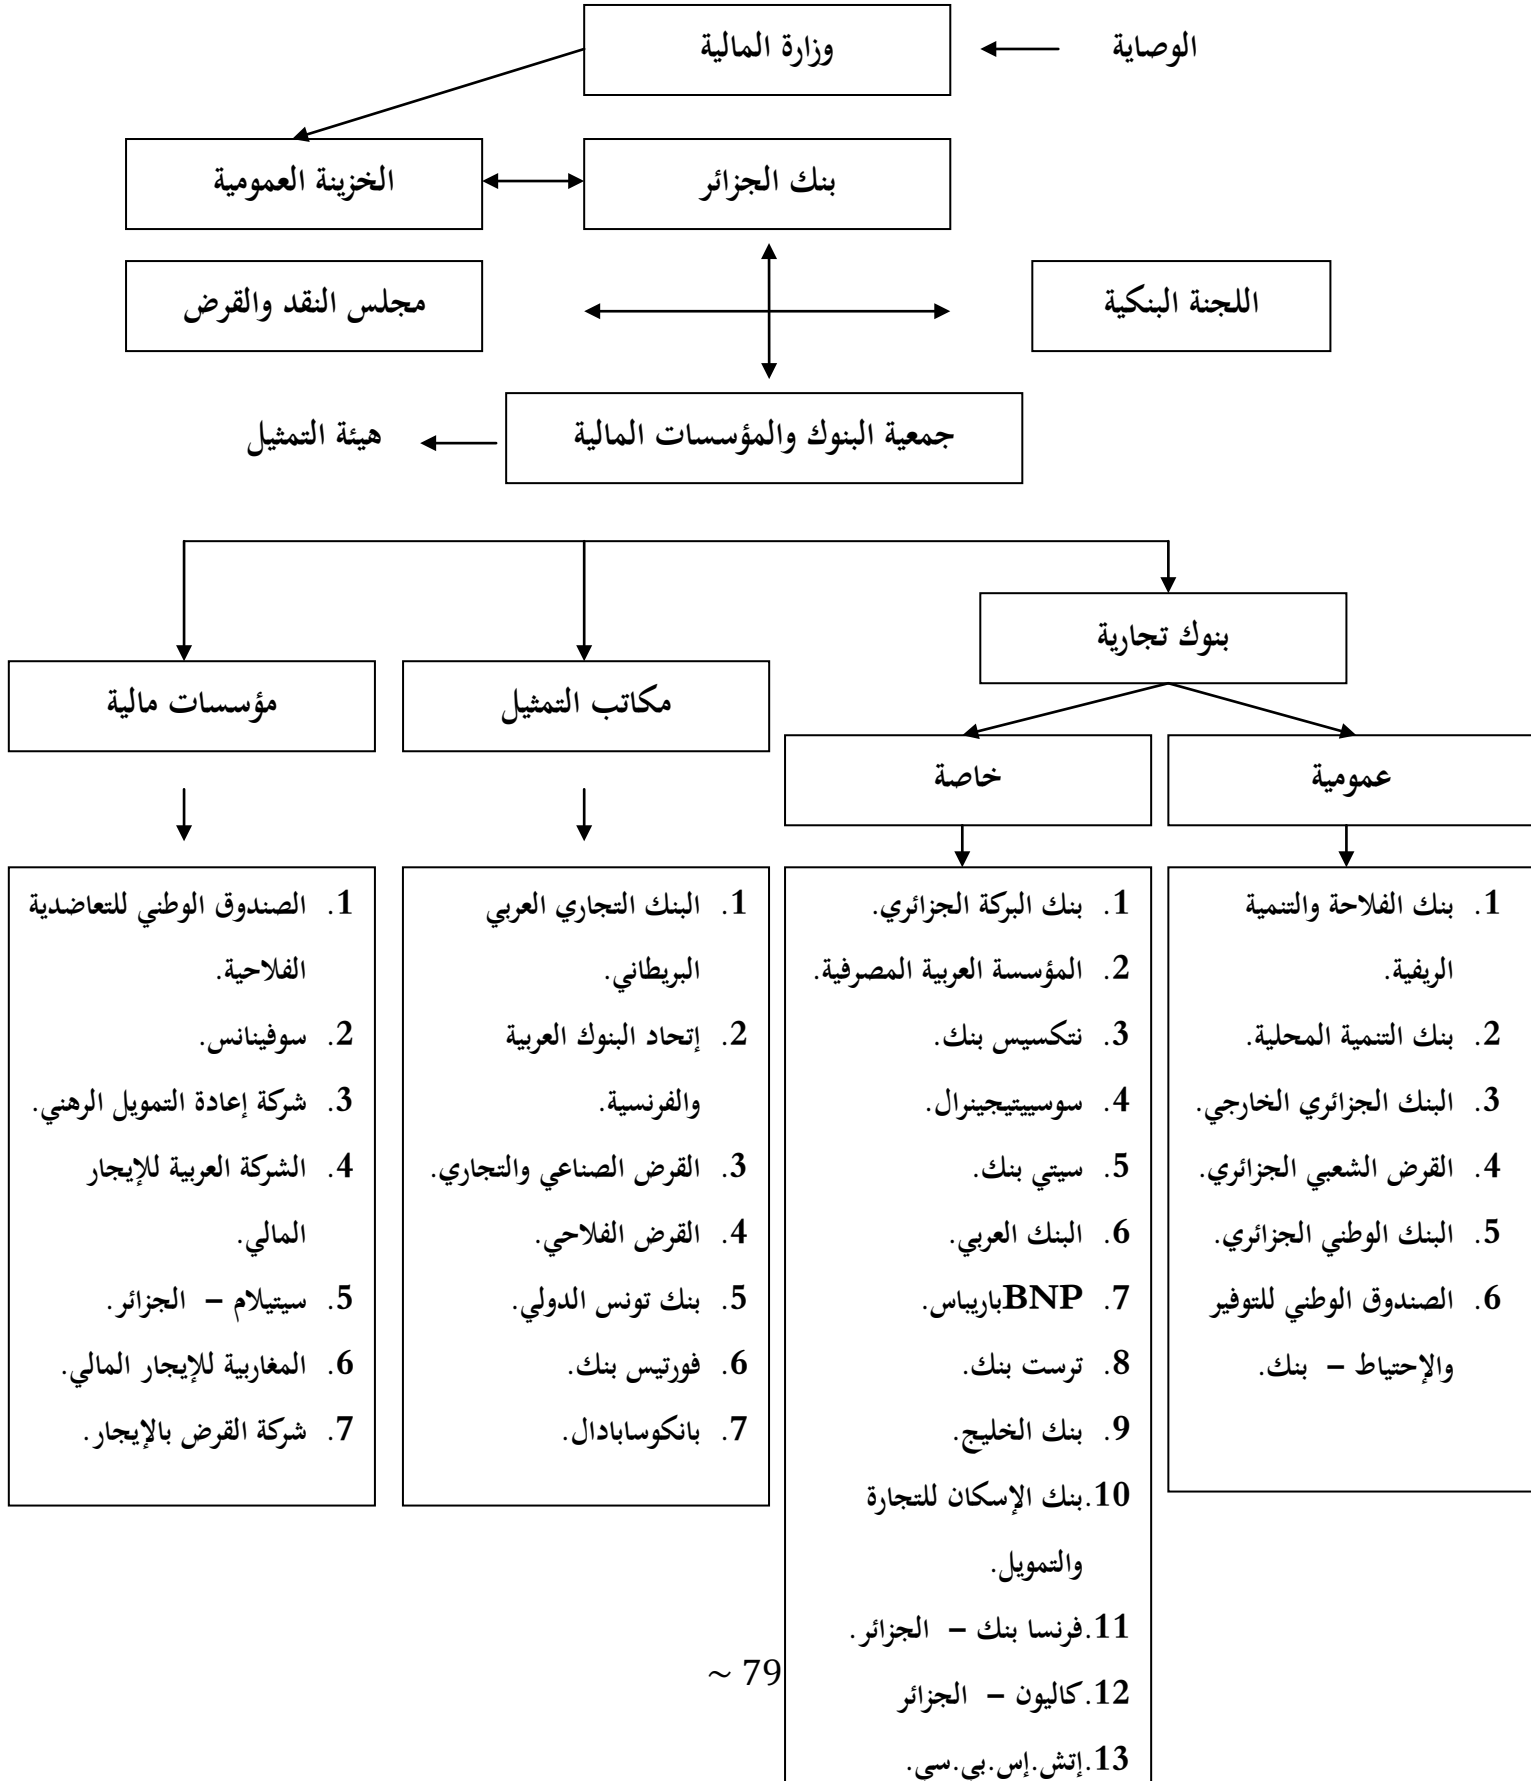 الوصاية
وزارة المالية
بنك الجزائر
الخزينة العمومية
اللجنة البنكية
مجلس النقد والقرض
جمعية البنوك والمؤسسات المالية
هيئة التمثيل
بنوك تجارية
مكاتب التمثيل
مؤسسات مالية
عمومية
خاصة
1. بنك الفلاحة والتنمية
الريفية.
2. بنك التنمية المحلية.
3. البنك الجزائري الخارجي.
4. القرض الشعبي الجزائري.
5. البنك الوطني الجزائري.
6. الصندوق الوطني للتوفير
والإحتياط – بنك.
1. بنك البركة الجزائري.
2. المؤسسة العربية المصرفية.
3. نتكسيس بنك.
4. سوسييتيجينرال.
5. سيتي بنك.
6. البنك العربي.
7. BNPباريباس.
8. ترست بنك.
9. بنك الخليج.
10.بنك الإسكان للتجارة
والتمويل.
11.فرنسا بنك – الجزائر.
12.كاليون – الجزائر
13.إتش.إس.بي.سي.
1. البنك التجاري العربي
البريطاني.
2. إتحاد البنوك العربية
والفرنسية.
3. القرض الصناعي والتجاري.
4. القرض الفلاحي.
5. بنك تونس الدولي.
6. فورتيس بنك.
7. بانكوسابادال.
1. الصندوق الوطني للتعاضدية
الفلاحية.
2. سوفينانس.
3. شركة إعادة التمويل الرهني.
4. الشركة العربية للإيجار
المالي.
5. سيتيلام – الجزائر.
6. المغاربية للإيجار المالي.
7. شركة القرض بالإيجار.
~ 79